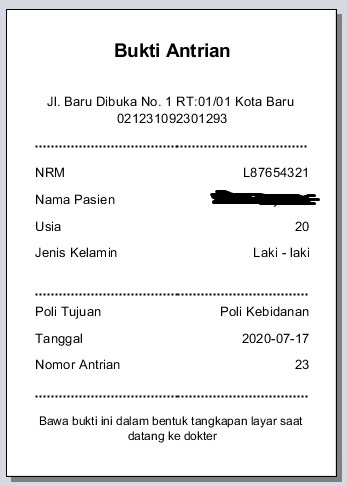 Bukti Antrian
Jl. Baru Dibuka No. 1 RT:01/01 Kota Baru
021231092301293
NRM L87654321
Nama Pasien
Usia 20
Jenis Kelamin Laki - laki
Poli Tujuan Poli Kebidanan
Tanggal 2020-07-17
Nomor Antrian 23
Bawa bukti ini dalam bentuk tangkapan layar saat
datang ke dokter